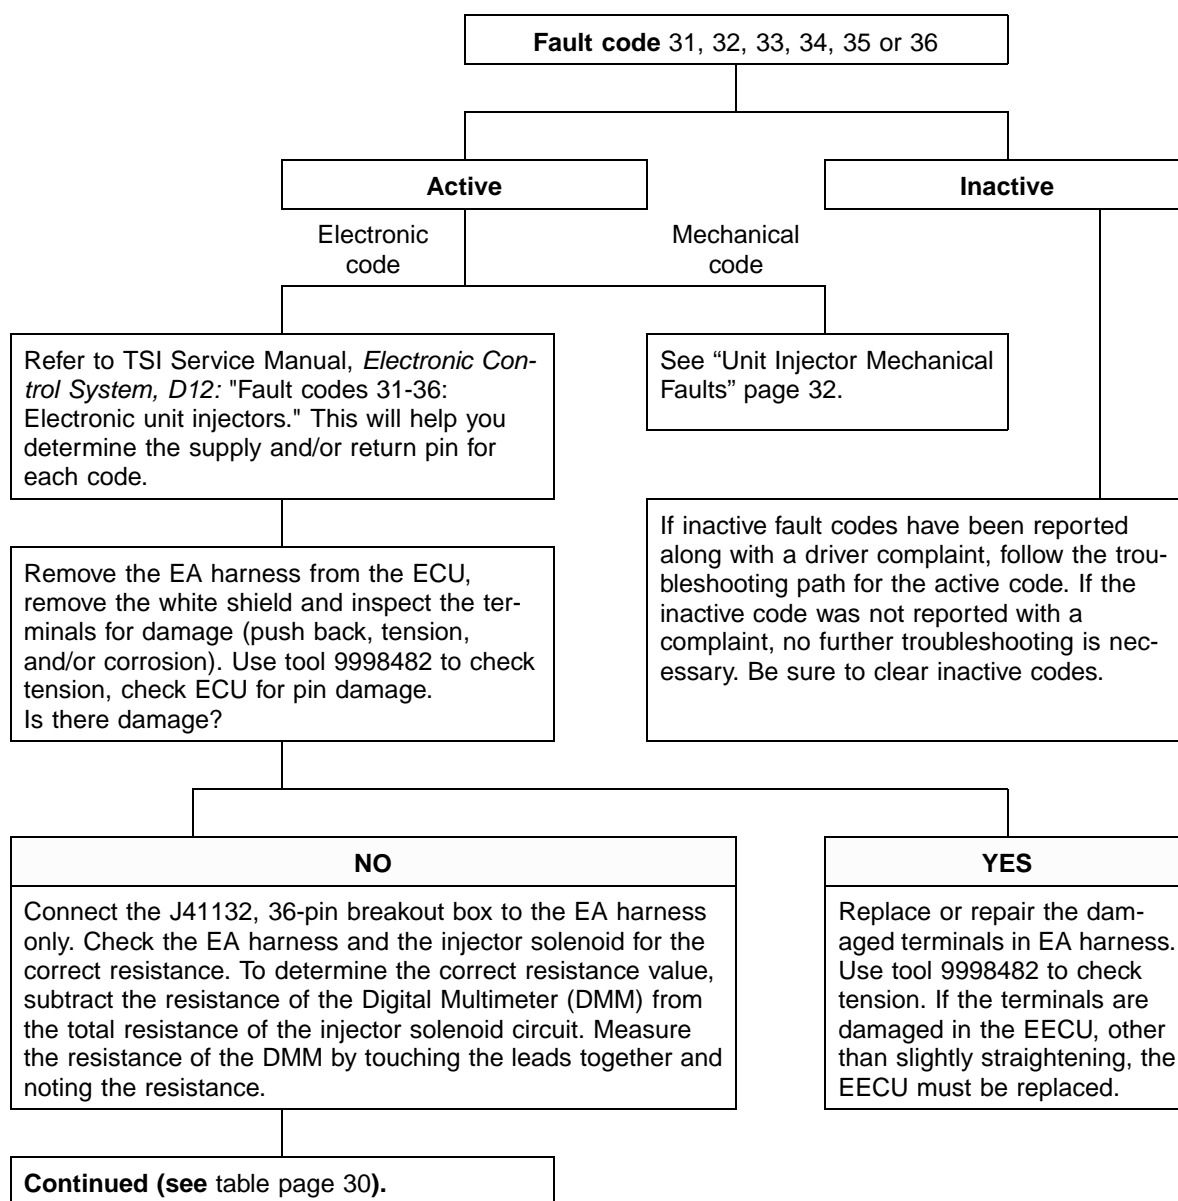 Fault code 31, 32, 33, 34, 35 or 36
Active
Inactive
Electronic
code
Mechanical
code
Refer to TSI Service Manual, Electronic Con-
trol System, D12: "Fault codes 31-36:
Electronic unit injectors." This will help you
determine the supply and/or return pin for
each code.
See “Unit Injector Mechanical
Faults” page 32.
If inactive fault codes have been reported
along with a driver complaint, follow the trou-
bleshooting path for the active code. If the
inactive code was not reported with a
complaint, no further troubleshooting is nec-
essary. Be sure to clear inactive codes.
Remove the EA harness from the ECU,
remove the white shield and inspect the ter-
minals for damage (push back, tension,
and/or corrosion). Use tool 9998482 to check
tension, check ECU for pin damage.
Is there damage?
NO
Connect the J41132, 36-pin breakout box to the EA harness
only. Check the EA harness and the injector solenoid for the
correct resistance. To determine the correct resistance value,
subtract the resistance of the Digital Multimeter (DMM) from
the total resistance of the injector solenoid circuit. Measure
the resistance of the DMM by touching the leads together and
noting the resistance.
YES
Replace or repair the dam-
aged terminals in EA harness.
Use tool 9998482 to check
tension. If the terminals are
damaged in the EECU, other
than slightly straightening, the
EECU must be replaced.
Continued (see table page 30).